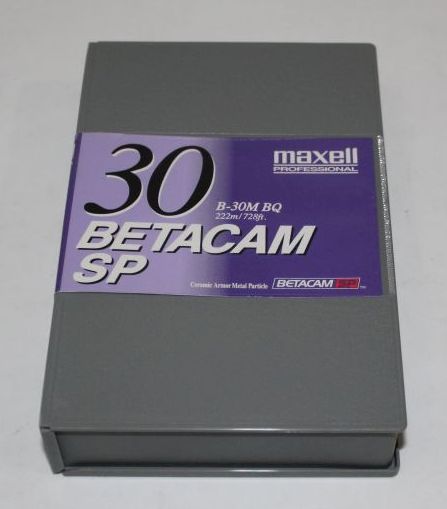 30
maxell
PROFESSIONAL
B-30M BQ
222m/728ft.
BETACAM
SP
Ceramic Armor Metal Particle
BETACAM SP